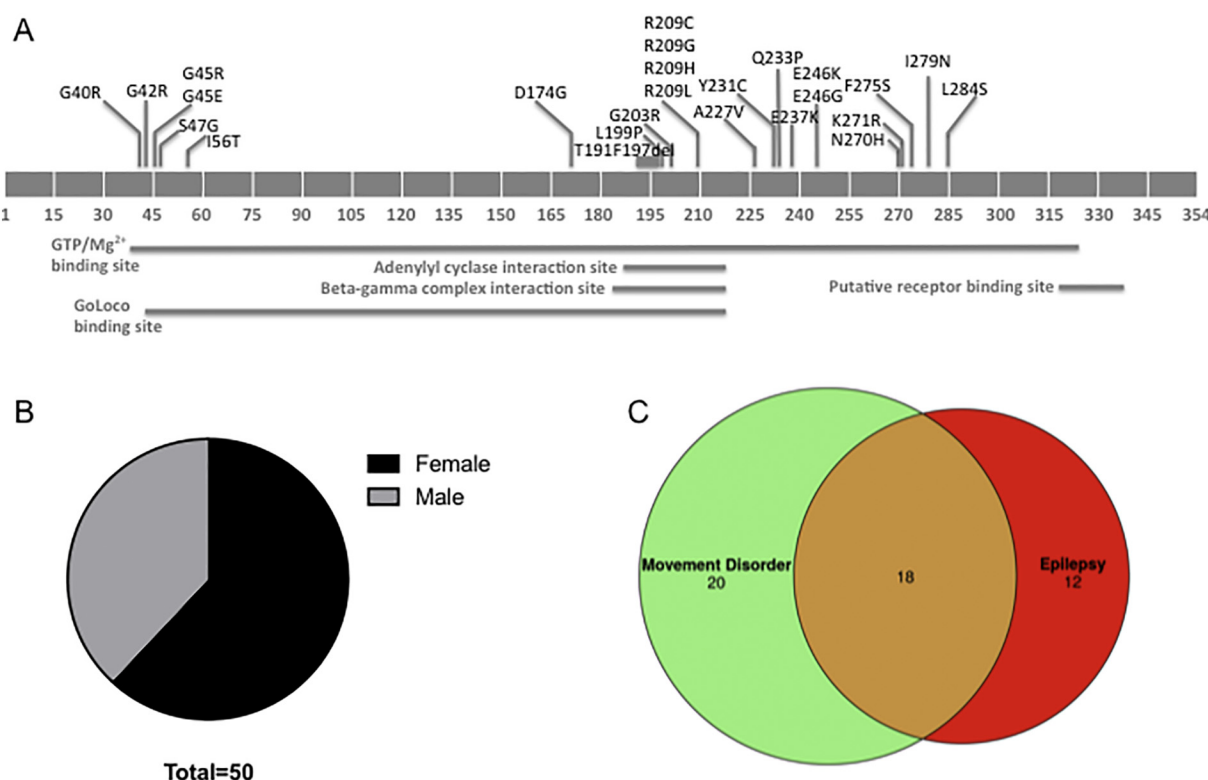 A
R209C
R209G
R209H
R209L
G40R
G42R
G45R
G45E
S47G
I56T
D174G
G203R
L199P
T191F197del
A227V
Y231C
Q233P
E237K
E246K
E246G
F275S
K271R
N270H
I279N
L284S
1 15 30 45 60 75 90 105 120 135 150 165 180 195 210 225 240 255 270 285 300 315 330 345 354
GTP/Mg²⁺
binding site
Adenylyl cyclase interaction site
Beta-gamma complex interaction site
Putative receptor binding site
GoLoco
binding site
B
Female
Male
Total=50
C
Movement Disorder
20
18
Epilepsy
12